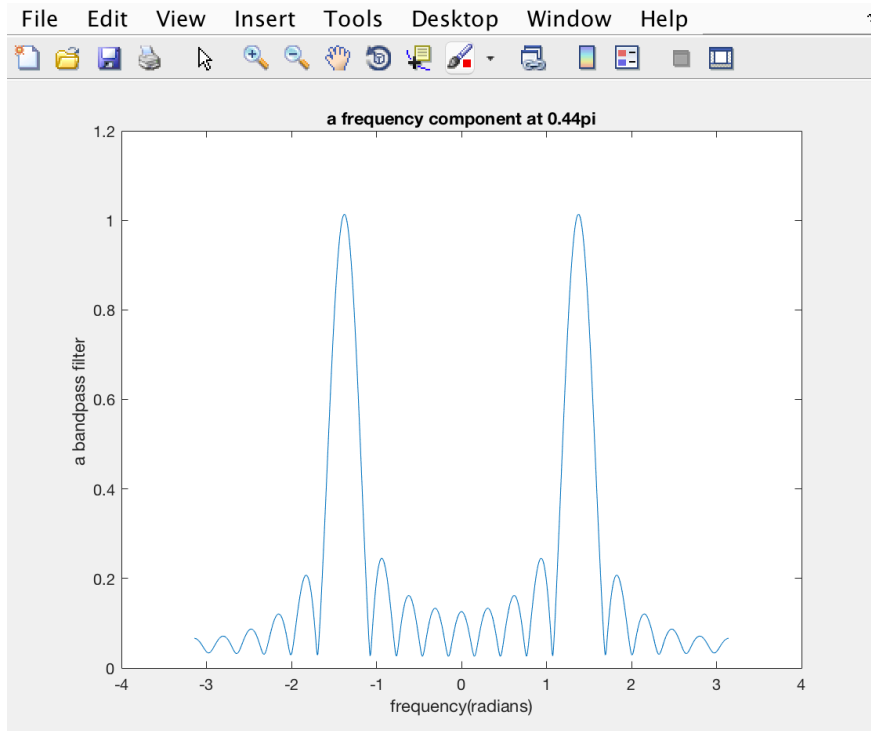 File Edit View Insert Tools Desktop Window Help
a frequency component at 0.44pi
1.2
1
0.8
0.6
0.4
0.2
0
a bandpass filter
-4 -3 -2 -1 0 1 2 3 4
frequency(radians)